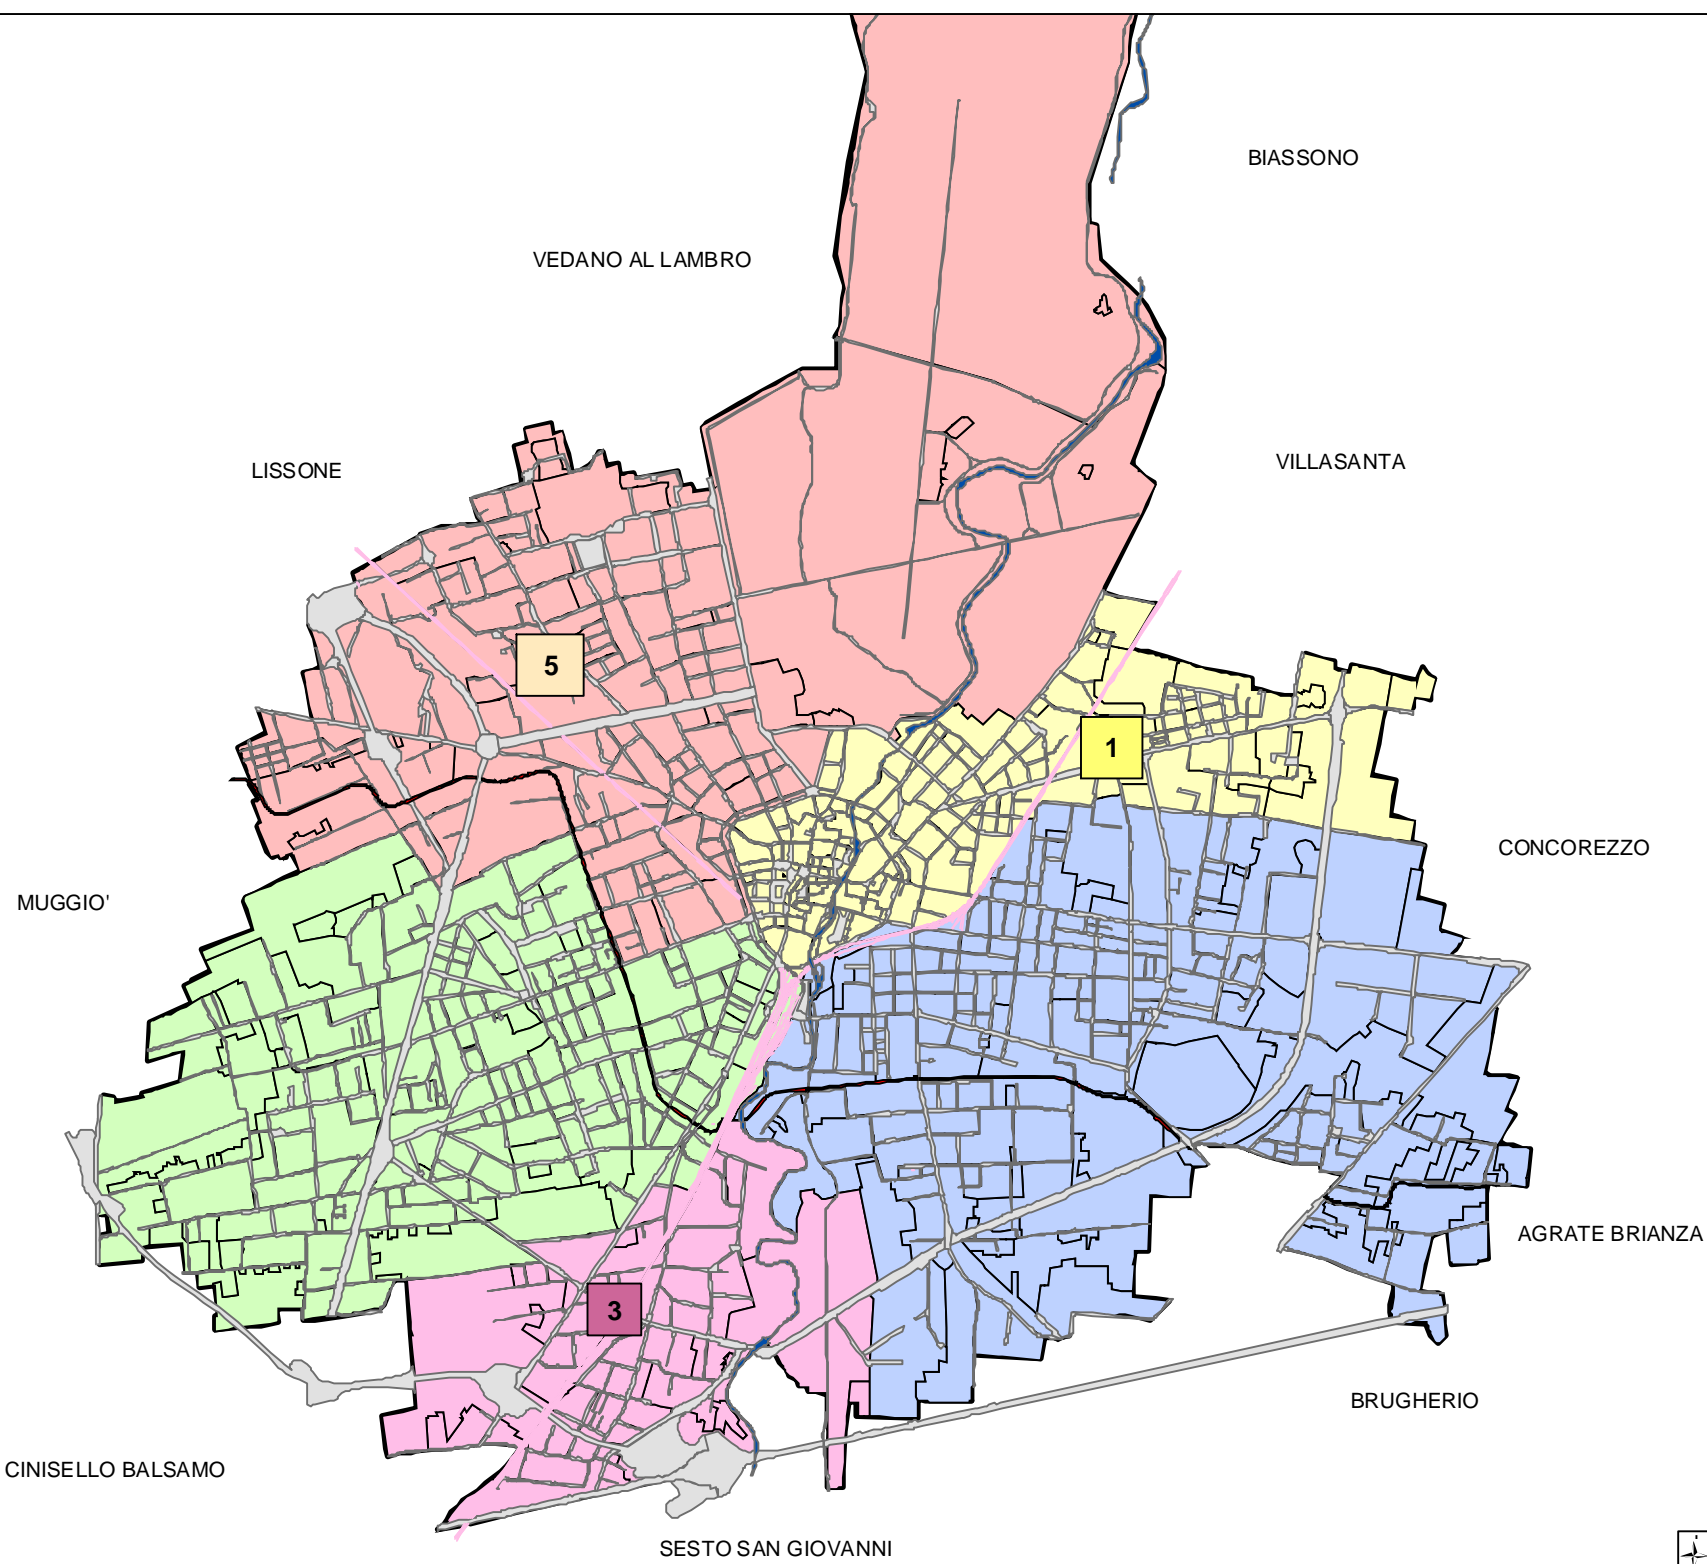 BIASSONO
VEDANO AL LAMBRO
VILLASANTA
LISSONE
5
1
CONCOREZZO
MUGGIO'
AGRATE BRIANZA
3
BRUGHERIO
CINISELLO BALSAMO
SESTO SAN GIOVANNI